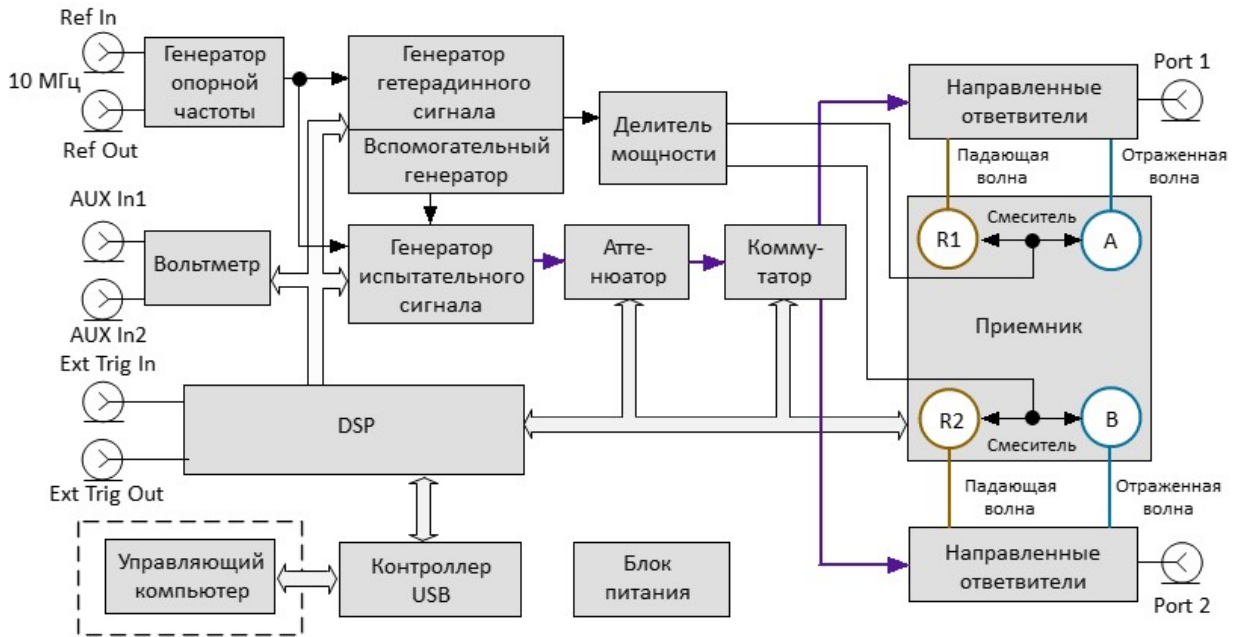 Ref In
10 МГц
Ref Out
Генератор
опорной
частоты
Генератор
гетерадинного
сигнала
Вспомогательный
генератор
Делитель
мощности
Направленные
ответвители
Port 1
Падающая
волна
Отраженная
волна
AUX In1
AUX In2
Вольтметр
Генератор
испытательного
сигнала
Атте-
нюатор
Комму-
татор
R1
Смеситель
A
Приемник
Ext Trig In
Ext Trig Out
DSP
R2
Смеситель
B
Падающая
волна
Отраженная
волна
Управляющий
компьютер
Контроллер
USB
Блок
питания
Направленные
ответвители
Port 2